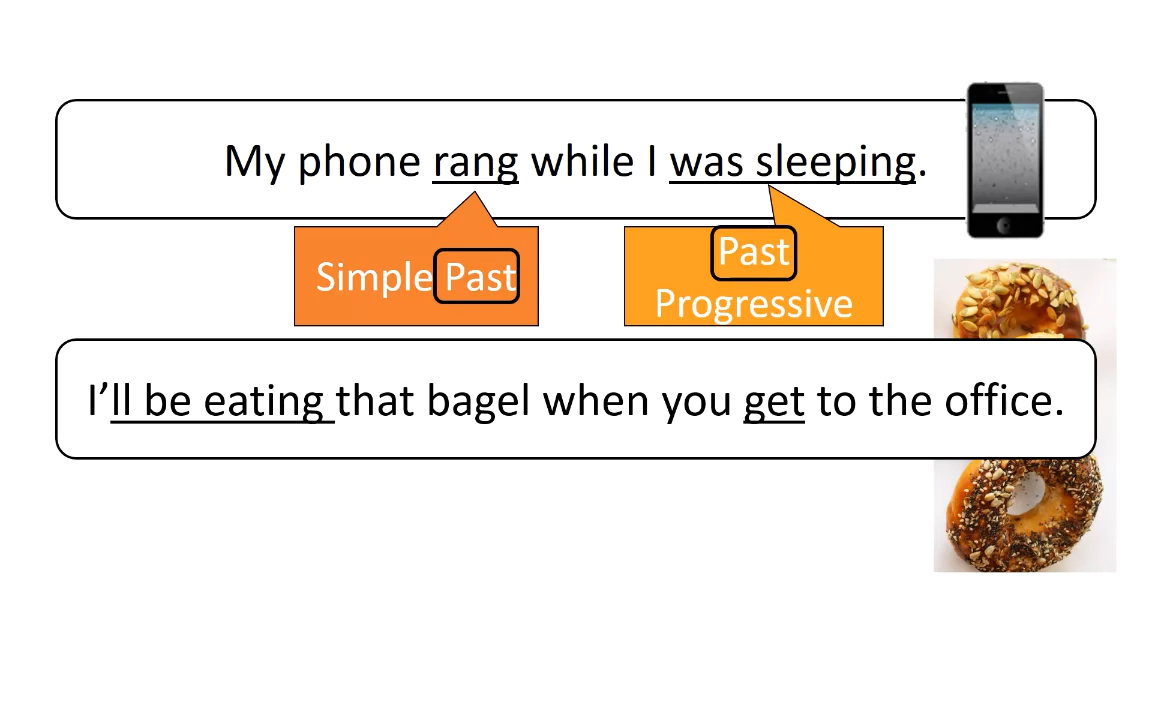 My phone rang while I was sleeping.
Simple Past
Past
Progressive
I’ll be eating that bagel when you get to the office.